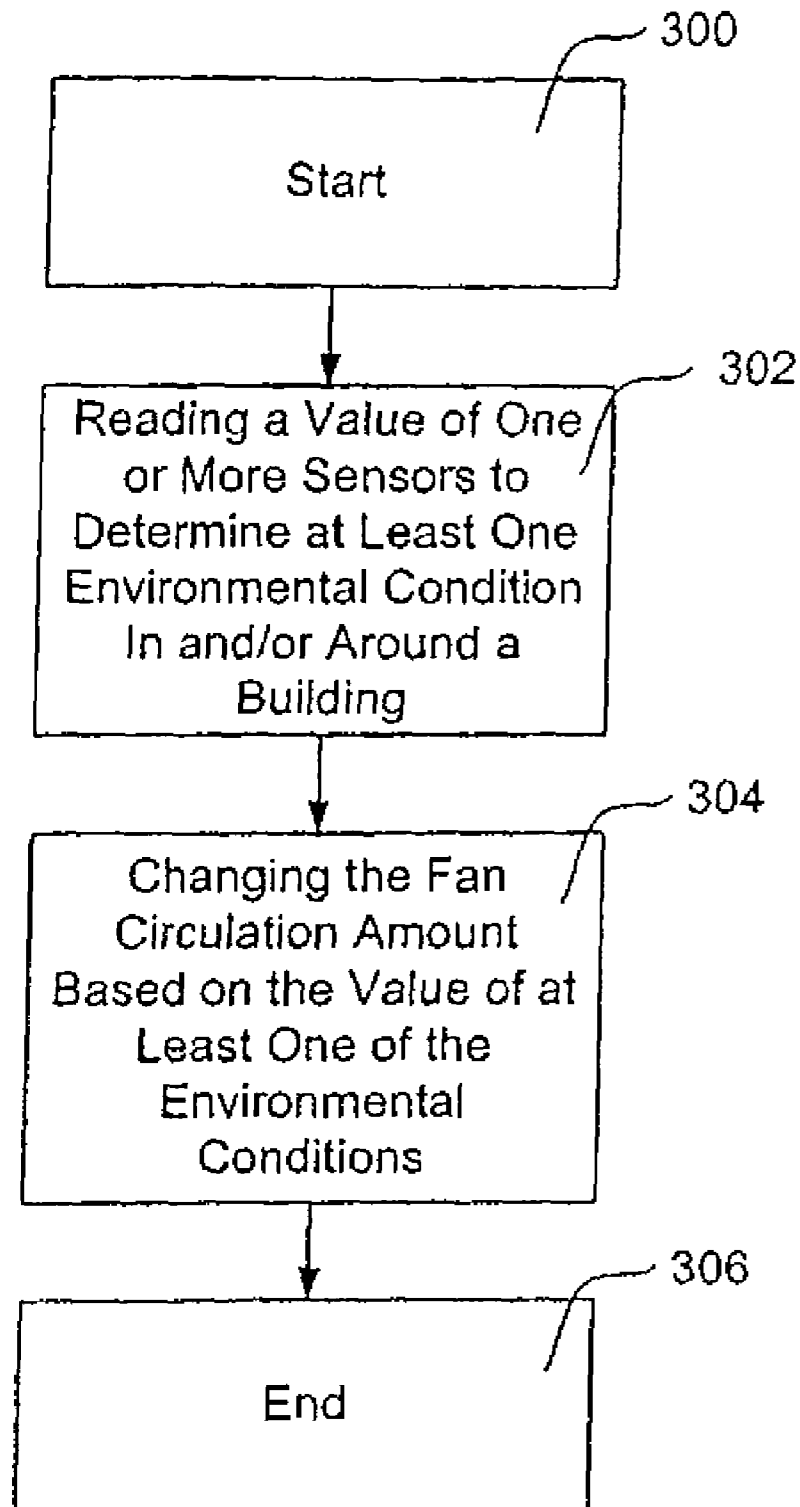 300
Start
302
Reading a Value of One
or More Sensors to
Determine at Least One
Environmental Condition
In and/or Around a
Building
304
Changing the Fan
Circulation Amount
Based on the Value of at
Least One of the
Environmental
Conditions
306
End